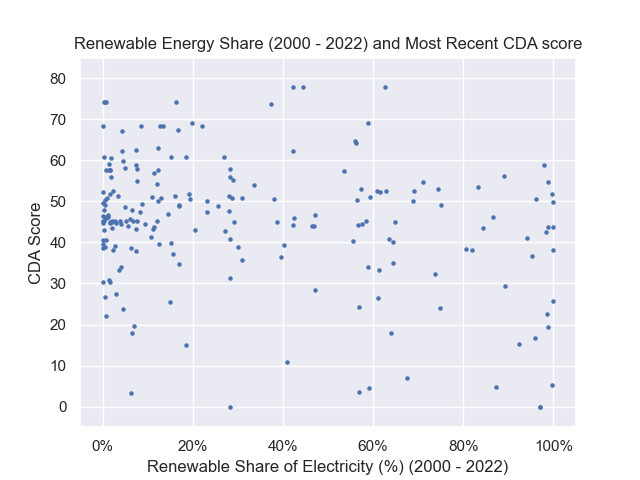 Renewable Energy Share (2000 - 2022) and Most Recent CDA score
80
70
60
50
40
30
20
10
0
CDA Score
0% 20% 40% 60% 80% 100%
Renewable Share of Electricity (%) (2000 - 2022)